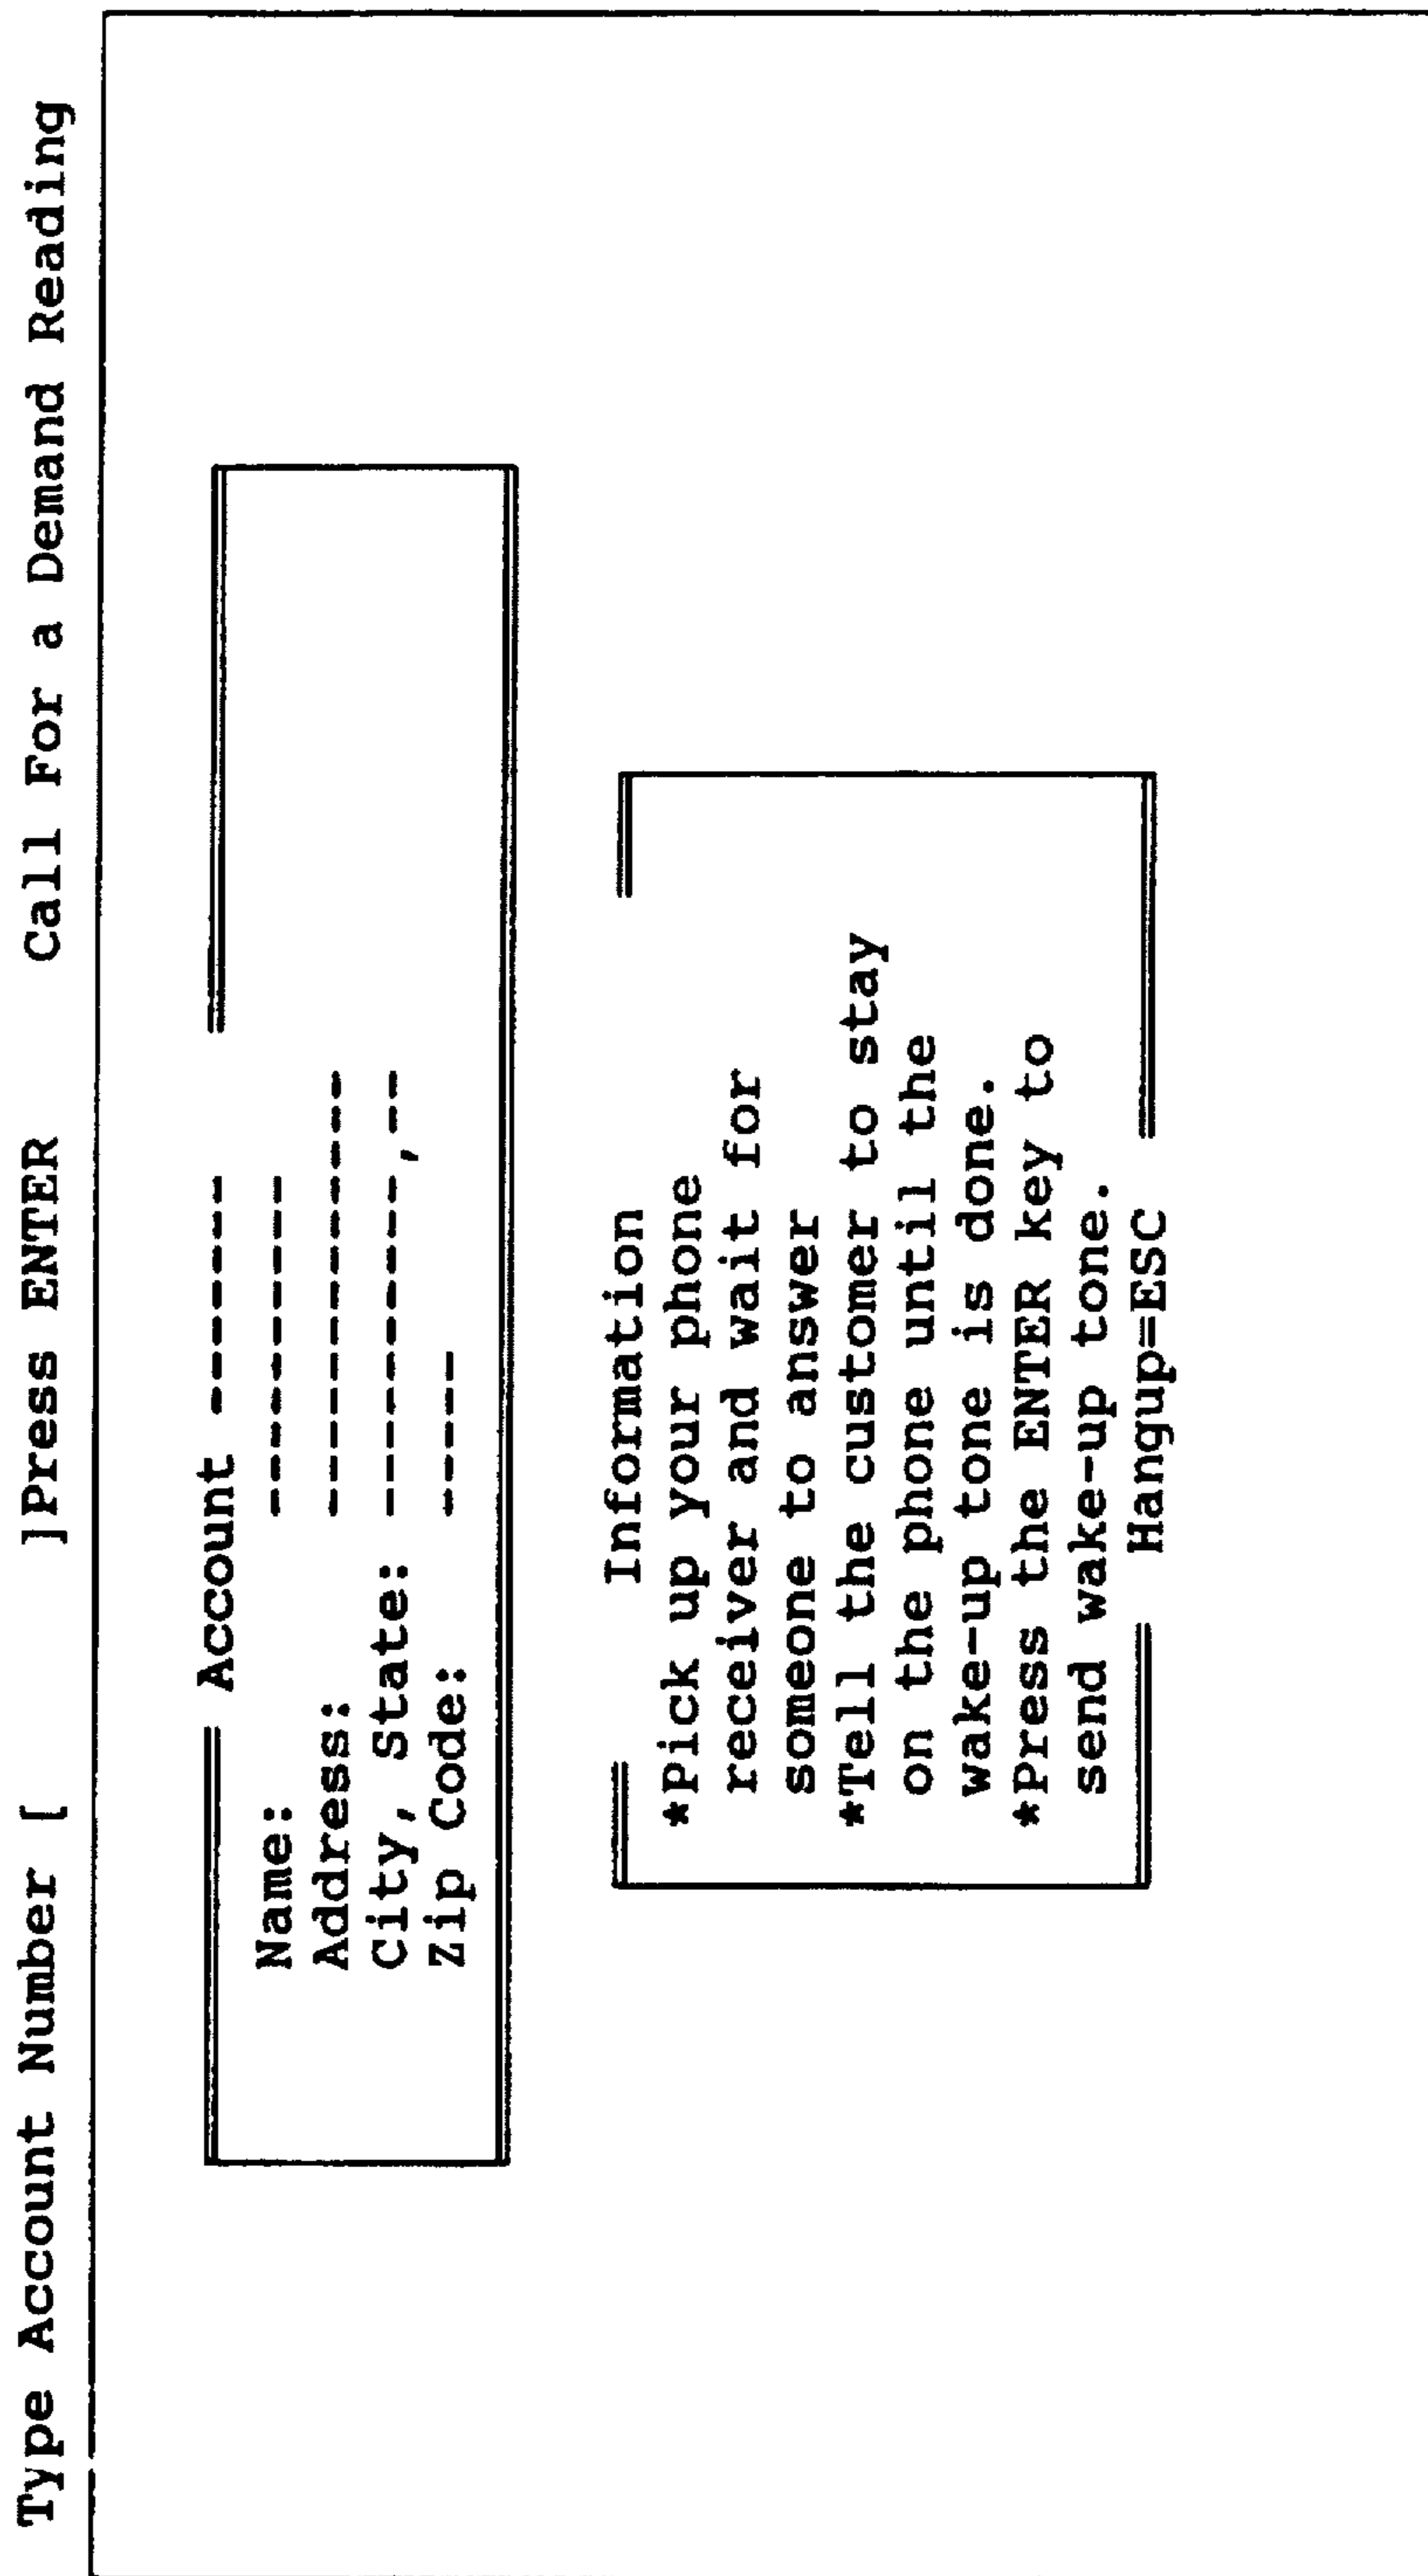 Type Account Number [ ]Press ENTER Call For a Demand Reading
Account -------
Name: ----------
Address: -------------
City, State: ----------,--
Zip Code: -----
Information
*Pick up your phone
receiver and wait for
someone to answer
*Tell the customer to stay
on the phone until the
wake-up tone is done.
*Press the ENTER key to
send wake-up tone.
Hangup=ESC